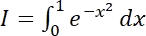 I = ∫₀¹ e^{-x²} dx